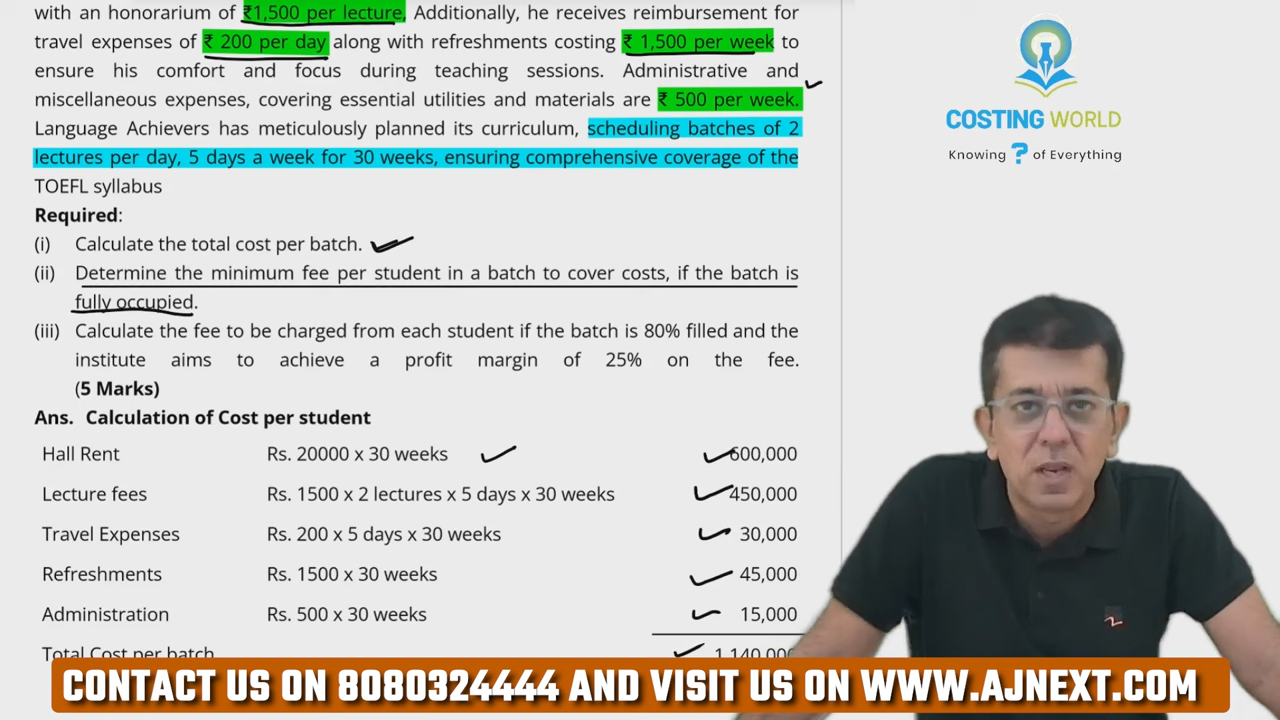 with an honorarium of ₹1,500 per lecture, Additionally, he receives reimbursement for
travel expenses of ₹ 200 per day along with refreshments costing ₹ 1,500 per week to
ensure his comfort and focus during teaching sessions. Administrative and
miscellaneous expenses, covering essential utilities and materials are ₹ 500 per week.
Language Achievers has meticulously planned its curriculum, scheduling batches of 2
lectures per day, 5 days a week for 30 weeks, ensuring comprehensive coverage of the
TOEFL syllabus
Required:
(i) Calculate the total cost per batch.
(ii) Determine the minimum fee per student in a batch to cover costs, if the batch is
fully occupied.
(iii) Calculate the fee to be charged from each student if the batch is 80% filled and the
institute aims to achieve a profit margin of 25% on the fee.
(5 Marks)
Ans. Calculation of Cost per student
Hall Rent Rs. 20000 x 30 weeks 600,000
Lecture fees Rs. 1500 x 2 lectures x 5 days x 30 weeks 450,000
Travel Expenses Rs. 200 x 5 days x 30 weeks 30,000
Refreshments Rs. 1500 x 30 weeks 45,000
Administration Rs. 500 x 30 weeks 15,000
Total Cost per batch 1,140,000
COSTING WORLD
Knowing ? of Everything
CONTACT US ON 8080324444 AND VISIT US ON WWW.AJNEXT.COM